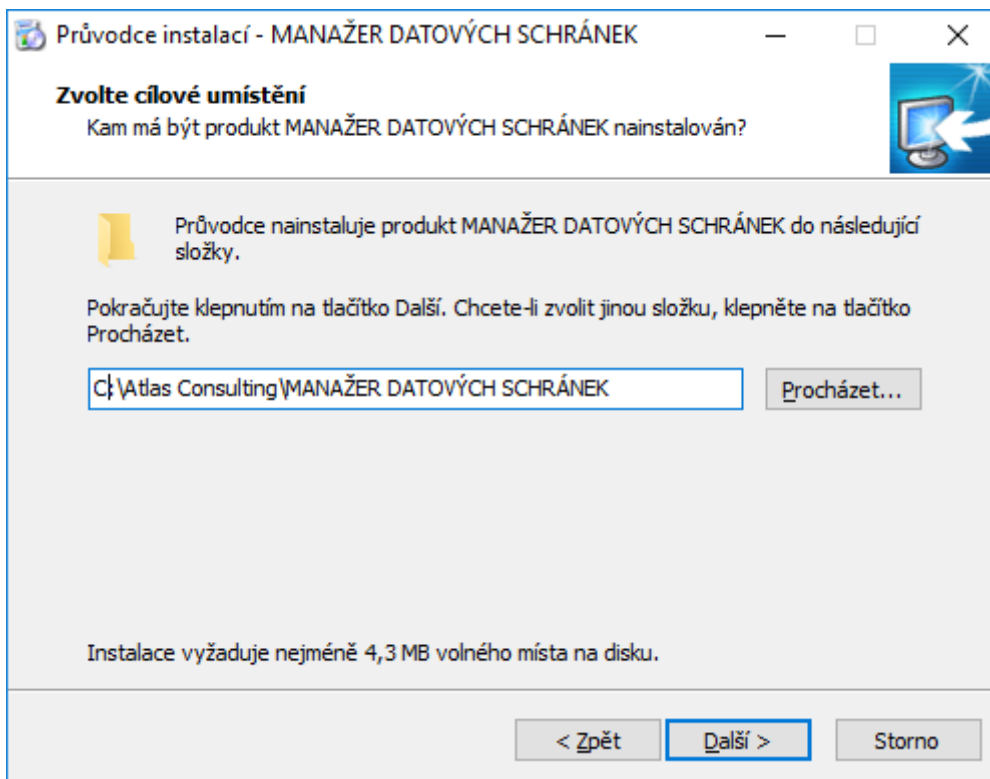 Průvodce instalací - MANAŽER DATOVÝCH SCHRÁNEK
Zvolte cílové umístění
Kam má být produkt MANAŽER DATOVÝCH SCHRÁNEK nainstalován?
Průvodce nainstaluje produkt MANAŽER DATOVÝCH SCHRÁNEK do následující
složky.
Pokračujte klepnutím na tlačítko Další. Chcete-li zvolit jinou složku, klepněte na tlačítko
Procházet.
C:\Atlas Consulting\MANAŽER DATOVÝCH SCHRÁNEK
Procházet...
Instalace vyžaduje nejméně 4,3 MB volného místa na disku.
< Zpět
Další >
Storno